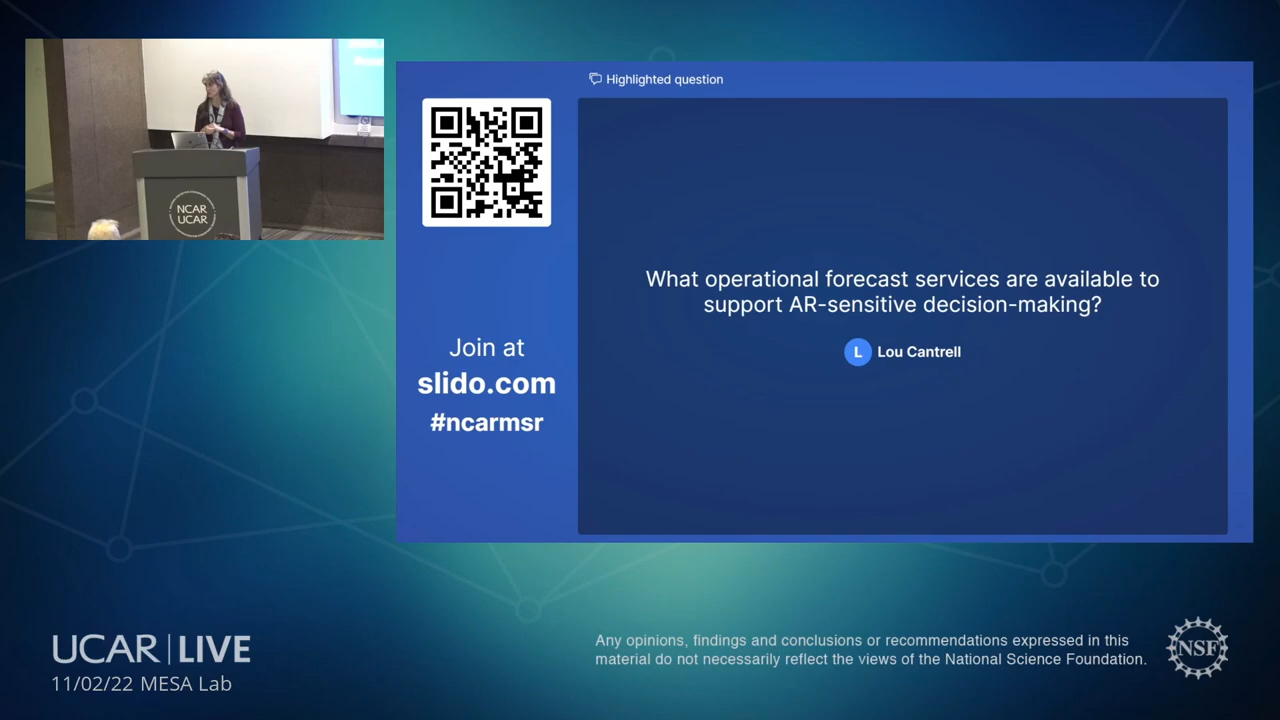 NCAR
UCAR
Highlighted question
Join at
slido.com
#ncarmsr
What operational forecast services are available to
support AR-sensitive decision-making?
L Lou Cantrell
UCAR | LIVE
11/02/22 MESA Lab
Any opinions, findings and conclusions or recommendations expressed in this
material do not necessarily reflect the views of the National Science Foundation.
NSF